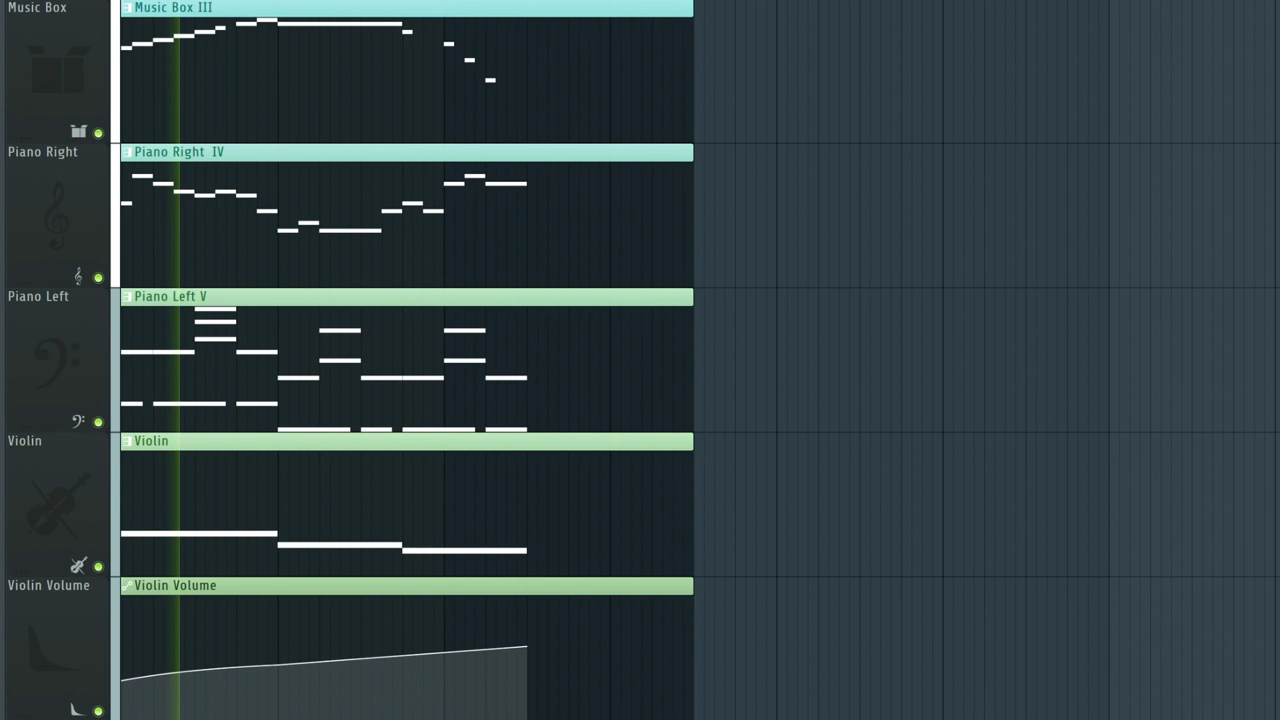 Music Box
Music Box III
Piano Right
Piano Right IV
Piano Left
Piano Left V
Violin
Violin
Violin Volume
Violin Volume